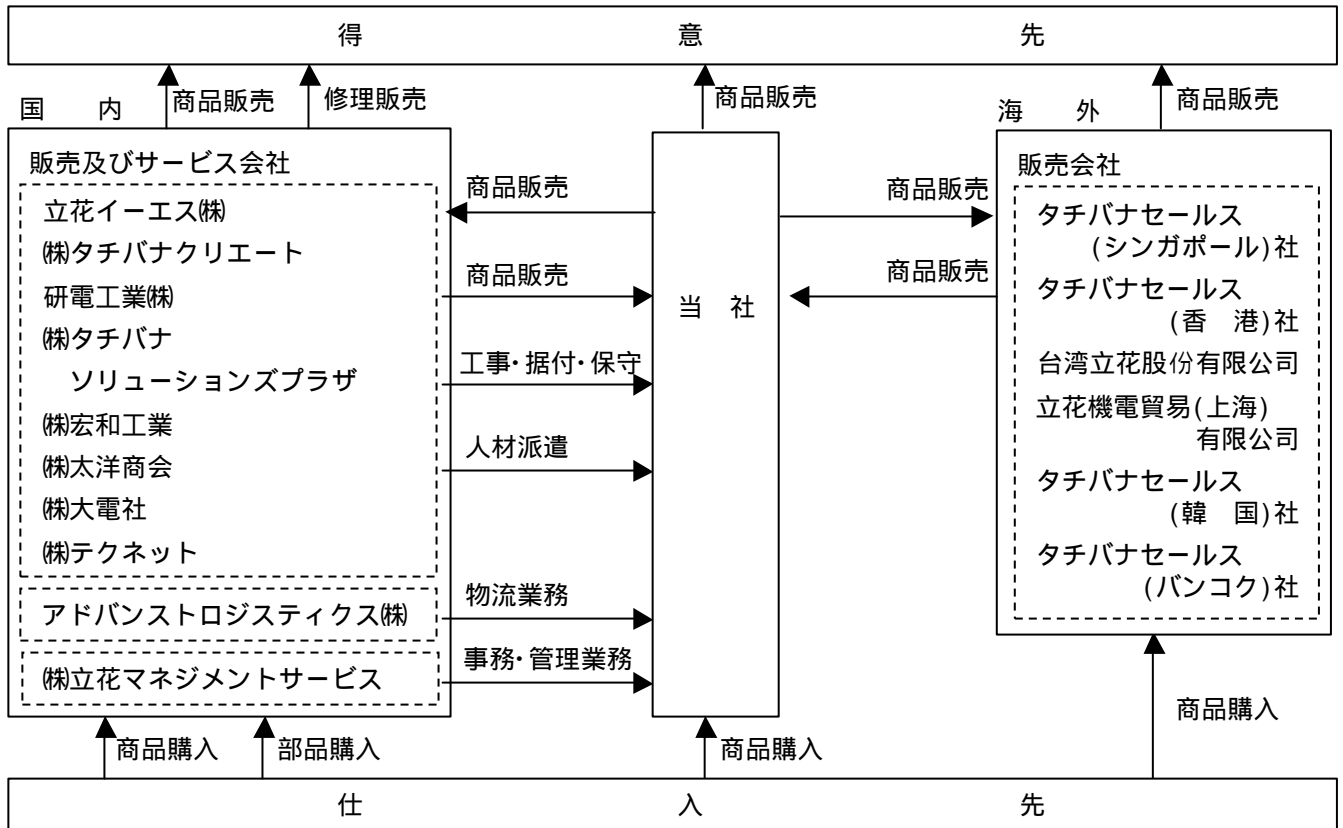 得　意　先
商品販売
修理販売
商品販売
商品販売
国　内
海　外
販売及びサービス会社
立花イーエス㈱
㈱タチバナクリエート
研電工業㈱
㈱タチバナ
ソリューションズプラザ
㈱宏和工業
㈱太洋商会
㈱大電社
㈱テクネット
アドバンストロジスティクス㈱
㈱立花マネジメントサービス
商品販売
商品販売
工事・据付・保守
人材派遣
物流業務
事務・管理業務
当　社
商品販売
商品販売
販売会社
タチバナセールス
(シンガポール)社
タチバナセールス
(香　港)社
台湾立花股份有限公司
立花機電貿易(上海)
有限公司
タチバナセールス
(韓　国)社
タチバナセールス
(バンコク)社
商品購入
部品購入
商品購入
商品購入
仕　入　先